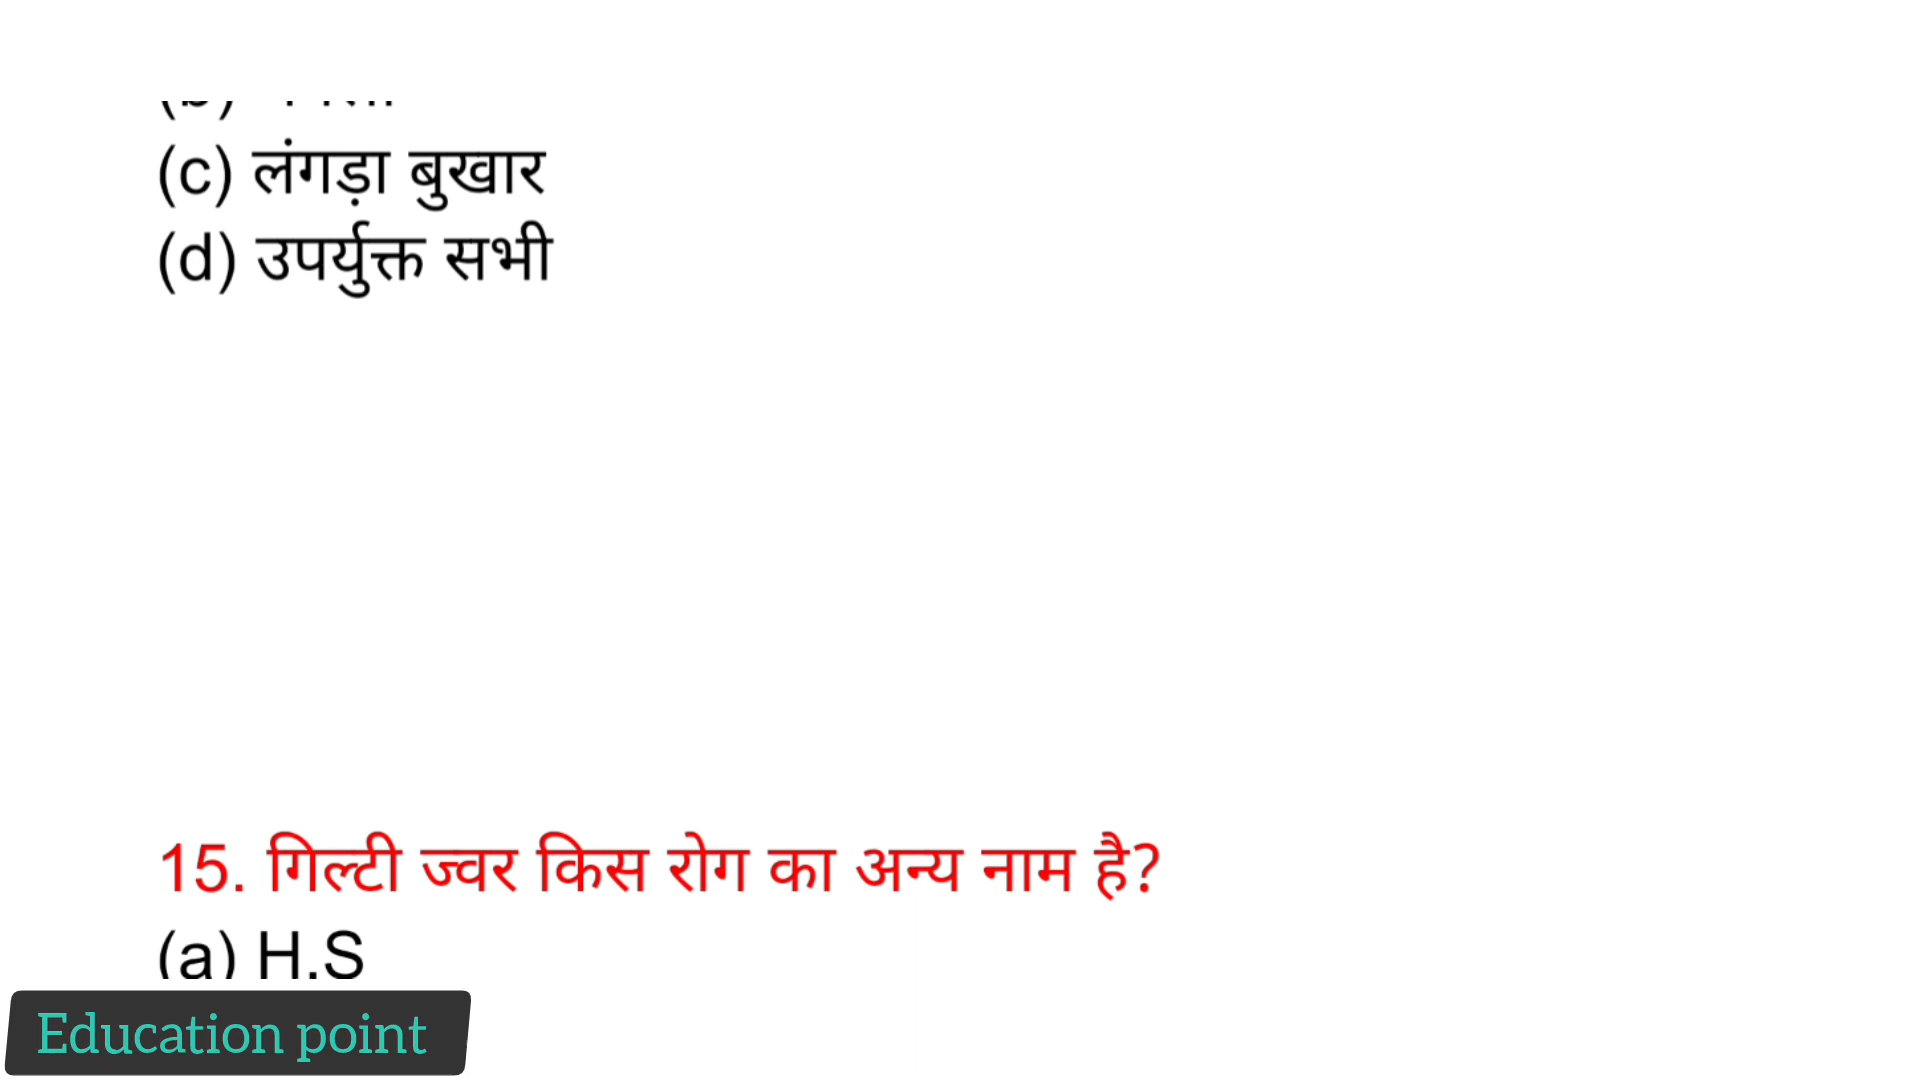 (c) लंगड़ा बुखार
(d) उपर्युक्त सभी
15. गिल्टी ज्वर किस रोग का अन्य नाम है?
(a) H.S
Education point